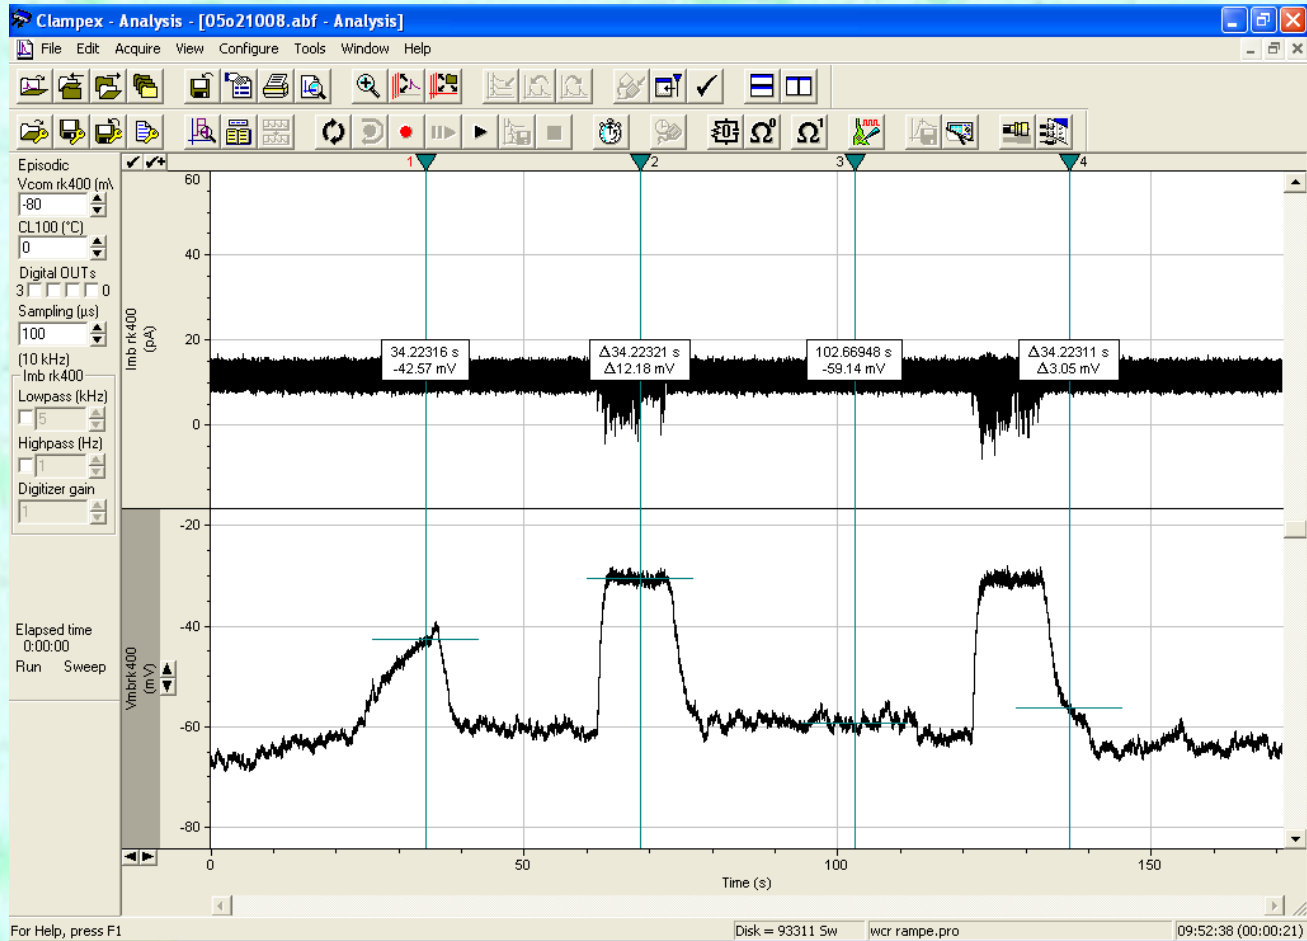 Clampex - Analysis - [05o21008.abf - Analysis]
File Edit Acquire View Configure Tools Window Help
Episodic
Vcom rk400 (m\
-80
CL100 (°C)
0
Digital OUTs
3 0
Sampling (µs)
100
(10 kHz)
Imb rk400
Lowpass (kHz)
5
Highpass (Hz)
1
Digitizer gain
1
Elapsed time
0:00:00
Run Sweep
1 2 3 4
60
40
20
0
Imb rk400
(pA)
34.22316 s
-42.57 mV
Δ34.22321 s
Δ12.18 mV
102.66948 s
-59.14 mV
Δ34.22311 s
Δ3.05 mV
-20
-40
-60
-80
Vmbrk400
(mV)
0 50 100 150
Time (s)
For Help, press F1
Disk = 93311 Sw
wcr rampe.pro
09:52:38 (00:00:21)